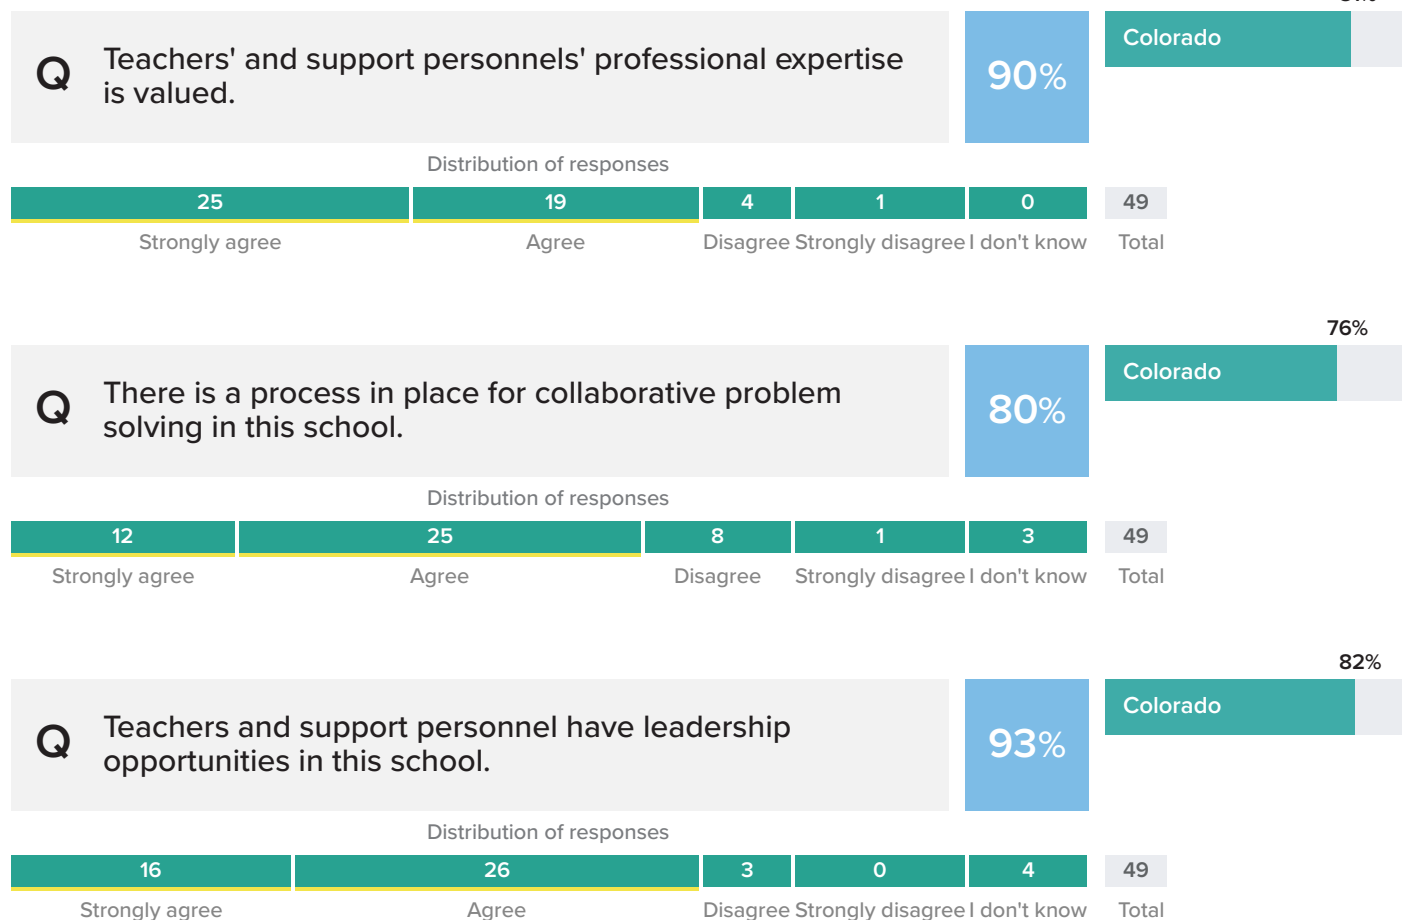 Q Teachers' and support personnels' professional expertise
is valued.
90%
Colorado
Distribution of responses
25 19 4 1 0 49
Strongly agree Agree Disagree Strongly disagree I don't know Total
76%
Q There is a process in place for collaborative problem
solving in this school.
80%
Colorado
Distribution of responses
12 25 8 1 3 49
Strongly agree Agree Disagree Strongly disagree I don't know Total
82%
Q Teachers and support personnel have leadership
opportunities in this school.
93%
Colorado
Distribution of responses
16 26 3 0 4 49
Strongly agree Agree Disagree Strongly disagree I don't know Total